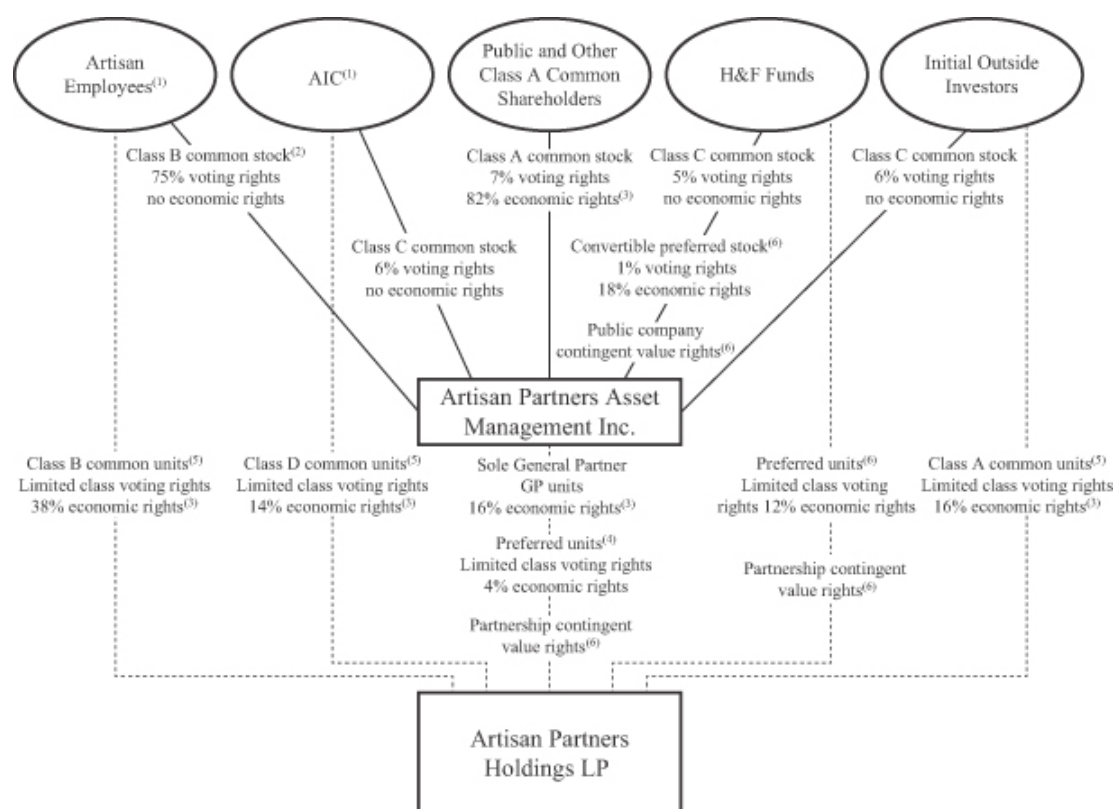 Artisan
Employees(1)
AIC(1)
Public and Other
Class A Common
Shareholders
H&F Funds
Initial Outside
Investors
Class B common stock(2)
75% voting rights
no economic rights
Class C common stock
6% voting rights
no economic rights
Class A common stock
7% voting rights
82% economic rights(3)
Class C common stock
5% voting rights
no economic rights
Convertible preferred stock(6)
1% voting rights
18% economic rights
Public company
contingent value rights(6)
Class C common stock
6% voting rights
no economic rights
Artisan Partners Asset
Management Inc.
Class B common units(5)
Limited class voting rights
38% economic rights(3)
Class D common units(5)
Limited class voting rights
14% economic rights(3)
Sole General Partner
GP units
16% economic rights(3)
Preferred units(4)
Limited class voting rights
4% economic rights
Partnership contingent
value rights(6)
Preferred units(6)
Limited class voting
rights 12% economic rights
Partnership contingent
value rights(6)
Class A common units(5)
Limited class voting rights
16% economic rights(3)
Artisan Partners
Holdings LP